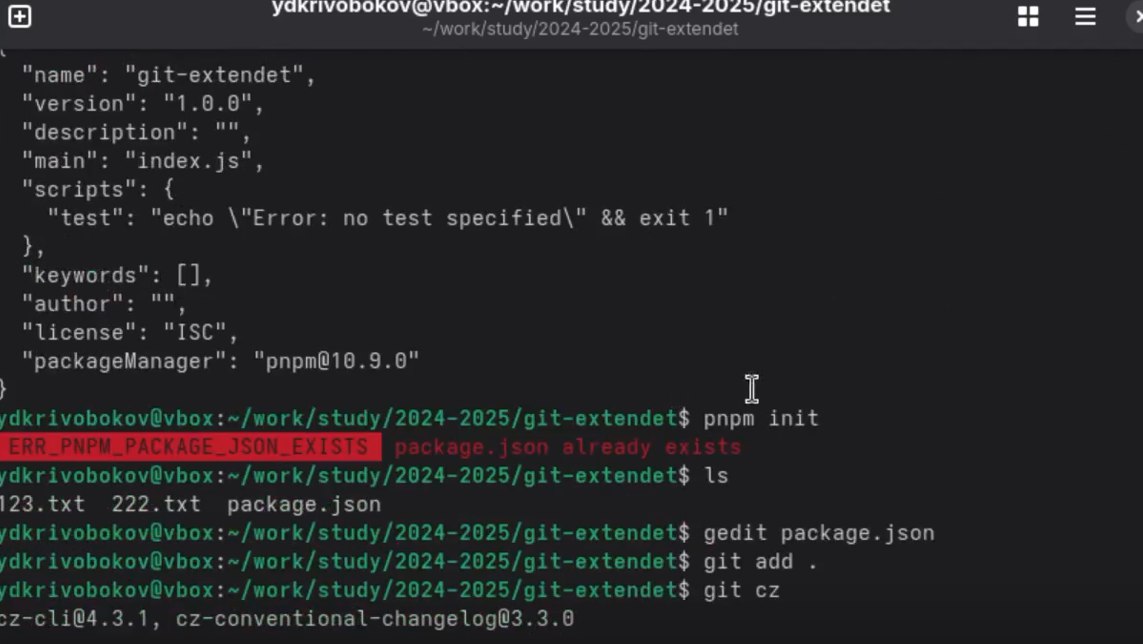 ydkrivobokov@vbox:~/work/study/2024-2025/git-extendet
~/work/study/2024-2025/git-extendet
{
  "name": "git-extendet",
  "version": "1.0.0",
  "description": "",
  "main": "index.js",
  "scripts": {
    "test": "echo \"Error: no test specified\" && exit 1"
  },
  "keywords": [],
  "author": "",
  "license": "ISC",
  "packageManager": "pnpm@10.9.0"
}
ydkrivobokov@vbox:~/work/study/2024-2025/git-extendet$ pnpm init
ERR_PNPM_PACKAGE_JSON_EXISTS  package.json already exists
ydkrivobokov@vbox:~/work/study/2024-2025/git-extendet$ ls
123.txt  222.txt  package.json
ydkrivobokov@vbox:~/work/study/2024-2025/git-extendet$ gedit package.json
ydkrivobokov@vbox:~/work/study/2024-2025/git-extendet$ git add .
ydkrivobokov@vbox:~/work/study/2024-2025/git-extendet$ git cz
cz-cli@4.3.1, cz-conventional-changelog@3.3.0